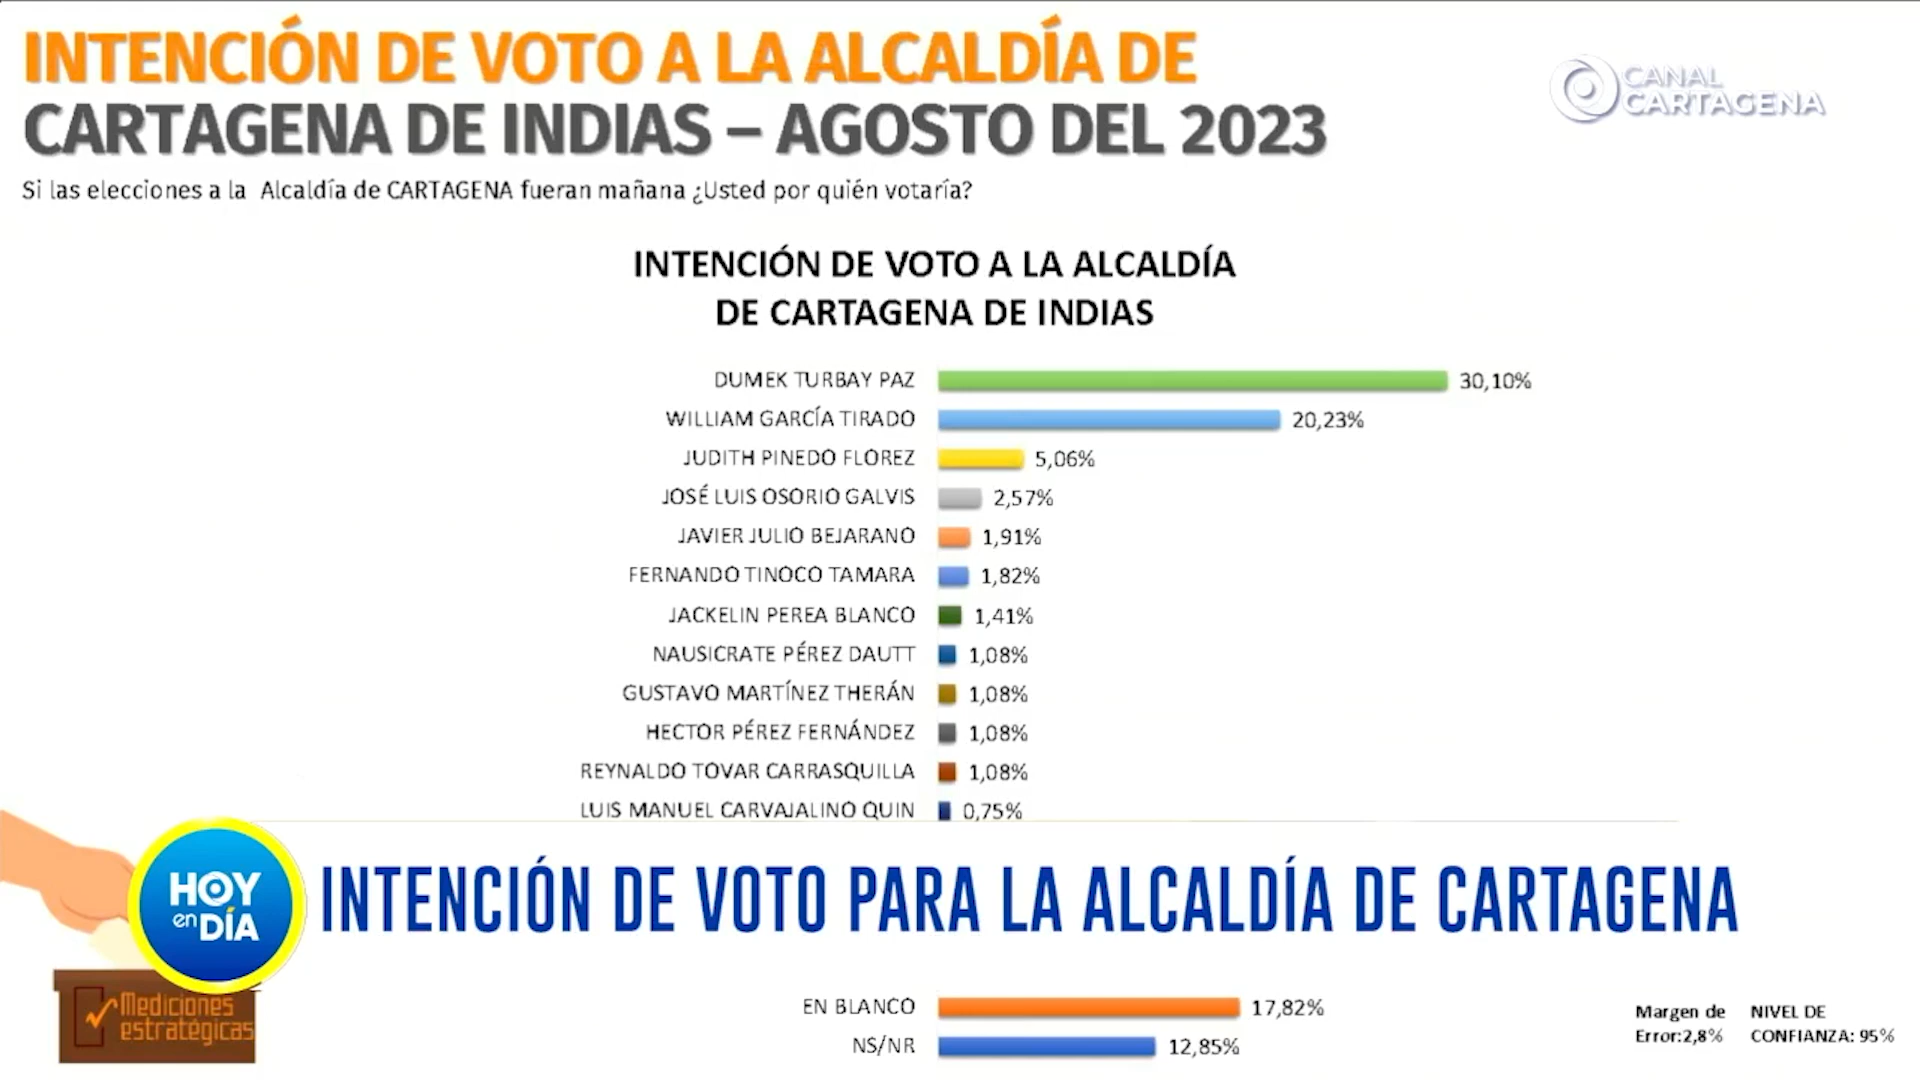 INTENCIÓN DE VOTO A LA ALCALDÍA DE
CARTAGENA DE INDIAS – AGOSTO DEL 2023
CANAL
CARTAGENA
Si las elecciones a la Alcaldía de CARTAGENA fueran mañana ¿Usted por quién votaría?
INTENCIÓN DE VOTO A LA ALCALDÍA
DE CARTAGENA DE INDIAS
DUMEK TURBAY PAZ 30,10%
WILLIAM GARCÍA TIRADO 20,23%
JUDITH PINEDO FLOREZ 5,06%
JOSÉ LUIS OSORIO GALVIS 2,57%
JAVIER JULIO BEJARANO 1,91%
FERNANDO TINOCO TAMARA 1,82%
JACKELIN PEREA BLANCO 1,41%
NAUSICRATE PÉREZ DAUTT 1,08%
GUSTAVO MARTÍNEZ THERÁN 1,08%
HECTOR PÉREZ FERNÁNDEZ 1,08%
REYNALDO TOVAR CARRASQUILLA 1,08%
LUIS MANUEL CARVAJALINO QUIN 0,75%
HOY
en DÍA
INTENCIÓN DE VOTO PARA LA ALCALDÍA DE CARTAGENA
Mediciones
estratégicas
EN BLANCO 17,82%
NS/NR 12,85%
Margen de
Error:2,8%
NIVEL DE
CONFIANZA: 95%